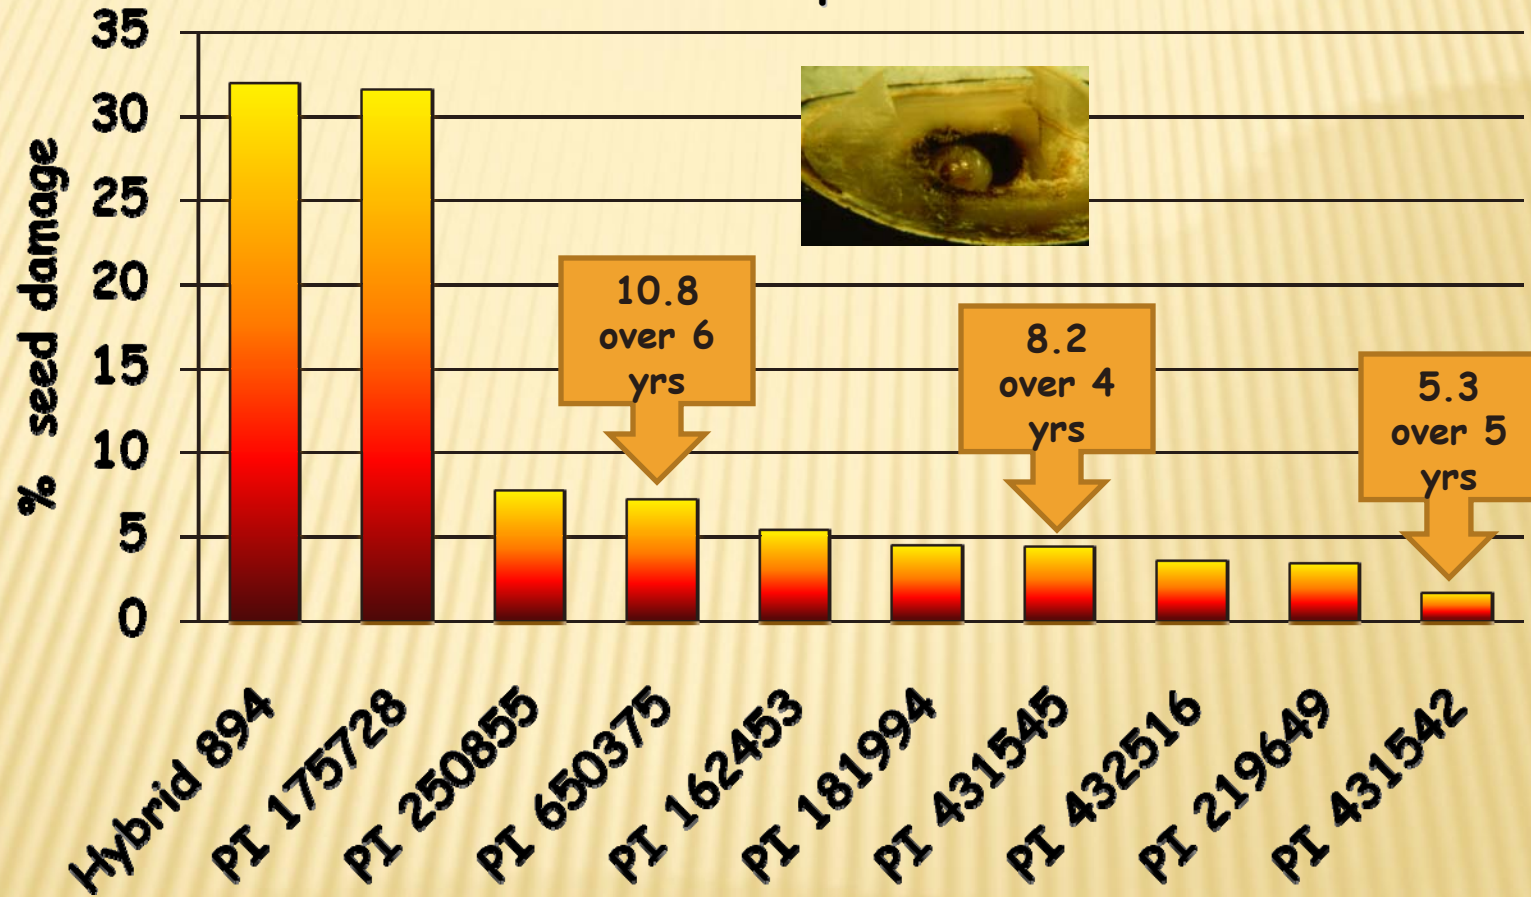 35
30
25
20
15
10
5
0
% seed damage
10.8
over 6
yrs
8.2
over 4
yrs
5.3
over 5
yrs
Hybrid 894
PI 175728
PI 250855
PI 650375
PI 162453
PI 181994
PI 431545
PI 432516
PI 219649
PI 431542